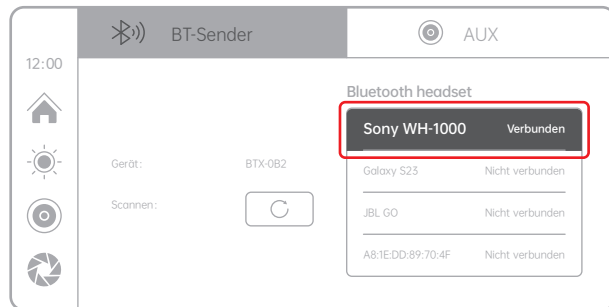 BT-Sender
AUX
12:00
Bluetooth headset
Sony WH-1000 Verbunden
Gerät: BTX-0B2
Galaxy S23 Nicht verbunden
Scannen:
JBL GO Nicht verbunden
A8:1E:DD:89:70:4F Nicht verbunden